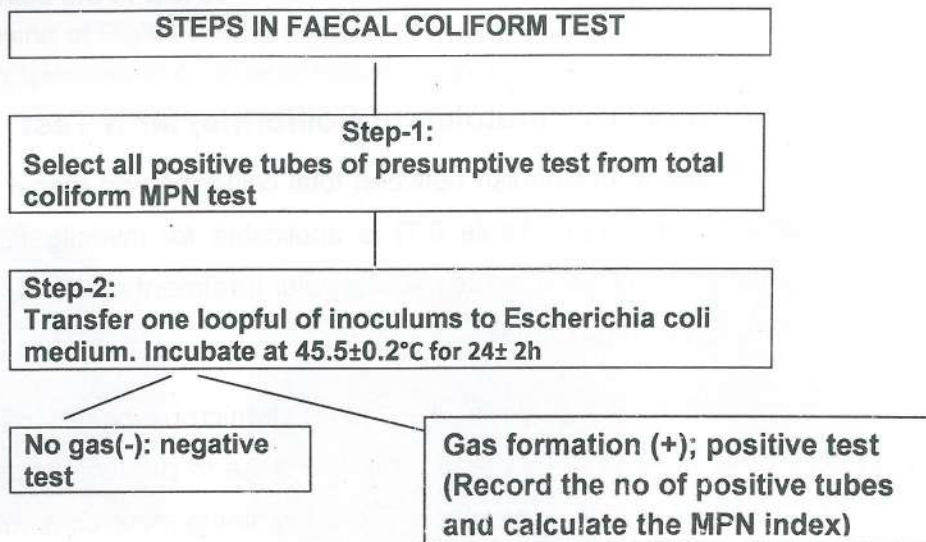 STEPS IN FAECAL COLIFORM TEST
Step-1:
Select all positive tubes of presumptive test from total
coliform MPN test
Step-2:
Transfer one loopful of inoculums to Escherichia coli
medium. Incubate at 45.5±0.2°C for 24± 2h
No gas(-): negative
test
Gas formation (+); positive test
(Record the no of positive tubes
and calculate the MPN index)